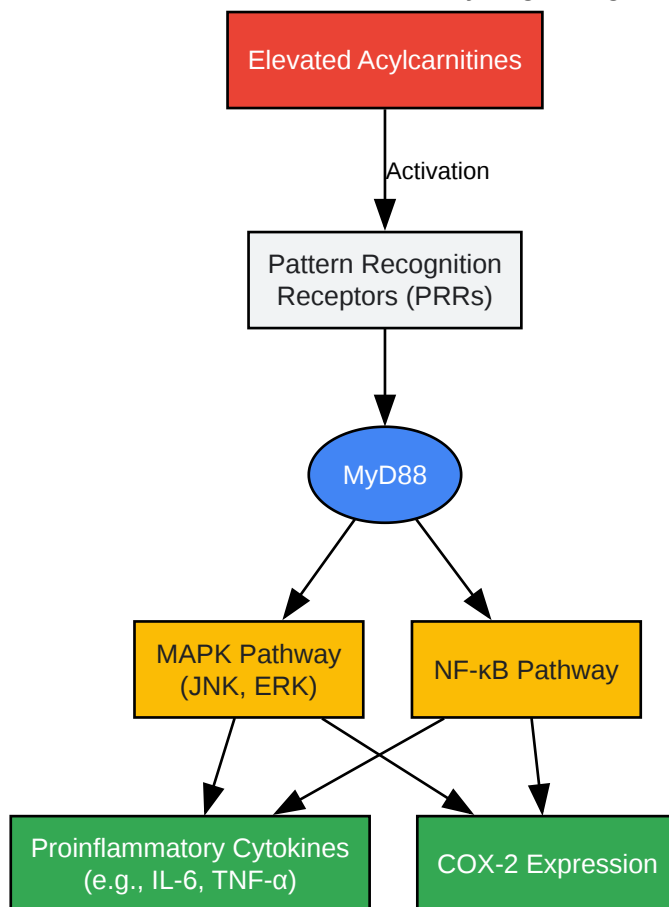 Elevated Acylcarnitines
Activation
Pattern Recognition
Receptors (PRRs)
MyD88
MAPK Pathway
(JNK, ERK)
NF-κB Pathway
Proinflammatory Cytokines
(e.g., IL-6, TNF-α)
COX-2 Expression